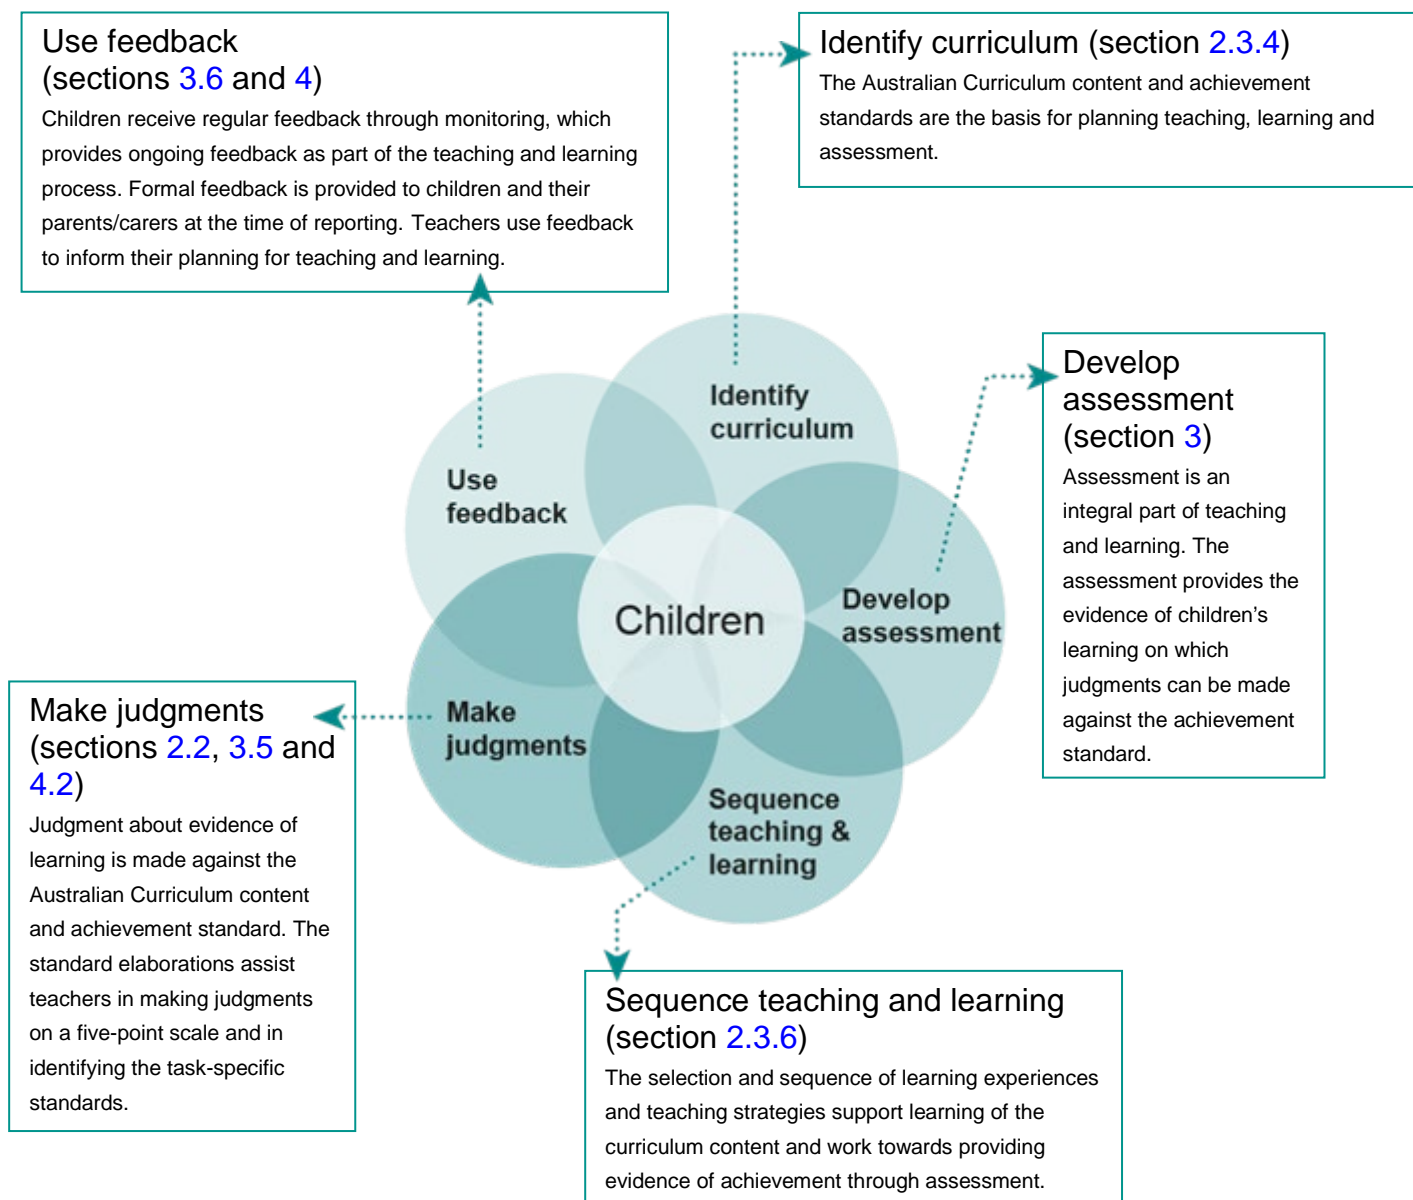 Use feedback
(sections 3.6 and 4)
Children receive regular feedback through monitoring, which
provides ongoing feedback as part of the teaching and learning
process. Formal feedback is provided to children and their
parents/carers at the time of reporting. Teachers use feedback
to inform their planning for teaching and learning.
Identify curriculum (section 2.3.4)
The Australian Curriculum content and achievement
standards are the basis for planning teaching, learning and
assessment.
Develop
assessment
(section 3)
Assessment is an
integral part of teaching
and learning. The
assessment provides the
evidence of children’s
learning on which
judgments can be made
against the achievement
standard.
Identify
curriculum
Use
feedback
Develop
assessment
Children
Make
judgments
Sequence
teaching &
learning
Make judgments
(sections 2.2, 3.5 and
4.2)
Judgment about evidence of
learning is made against the
Australian Curriculum content
and achievement standard. The
standard elaborations assist
teachers in making judgments
on a five-point scale and in
identifying the task-specific
standards.
Sequence teaching and learning
(section 2.3.6)
The selection and sequence of learning experiences
and teaching strategies support learning of the
curriculum content and work towards providing
evidence of achievement through assessment.